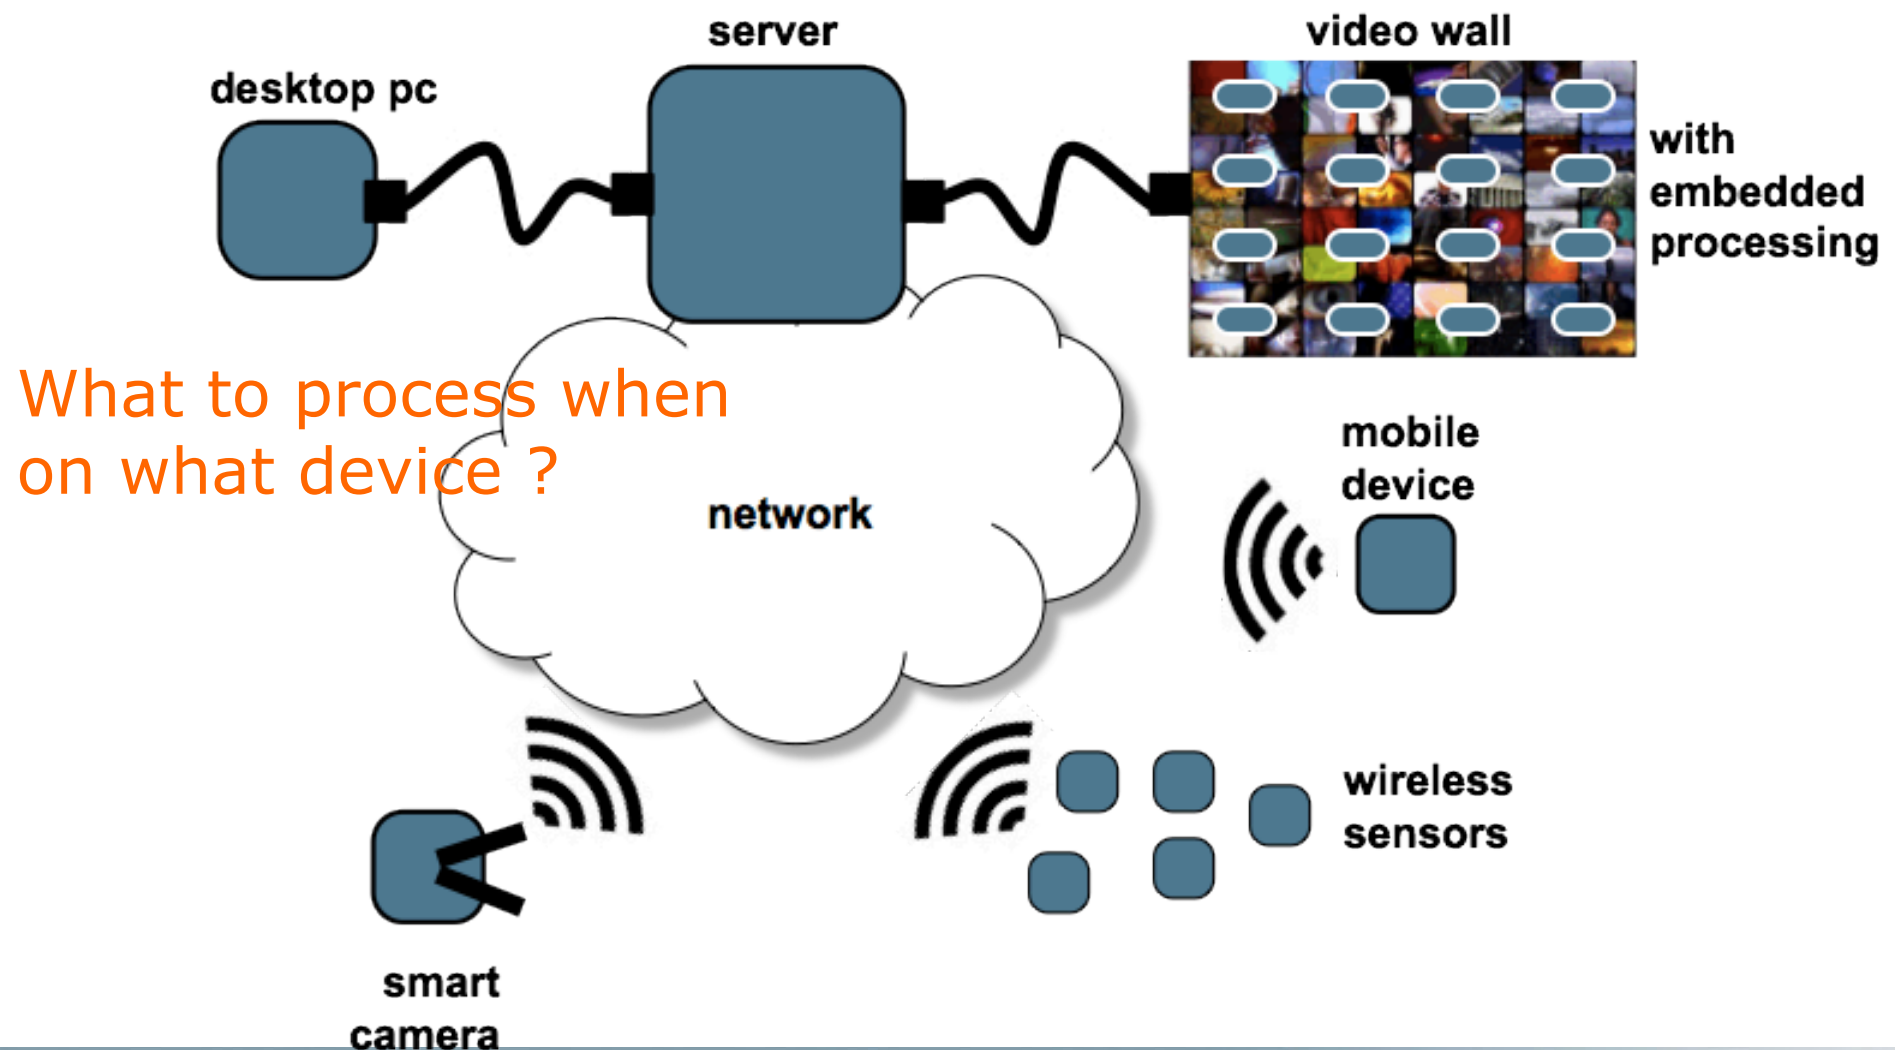 server
video wall
desktop pc
with
embedded
processing
What to process when
on what device ?
mobile
device
network
wireless
sensors
smart
camera